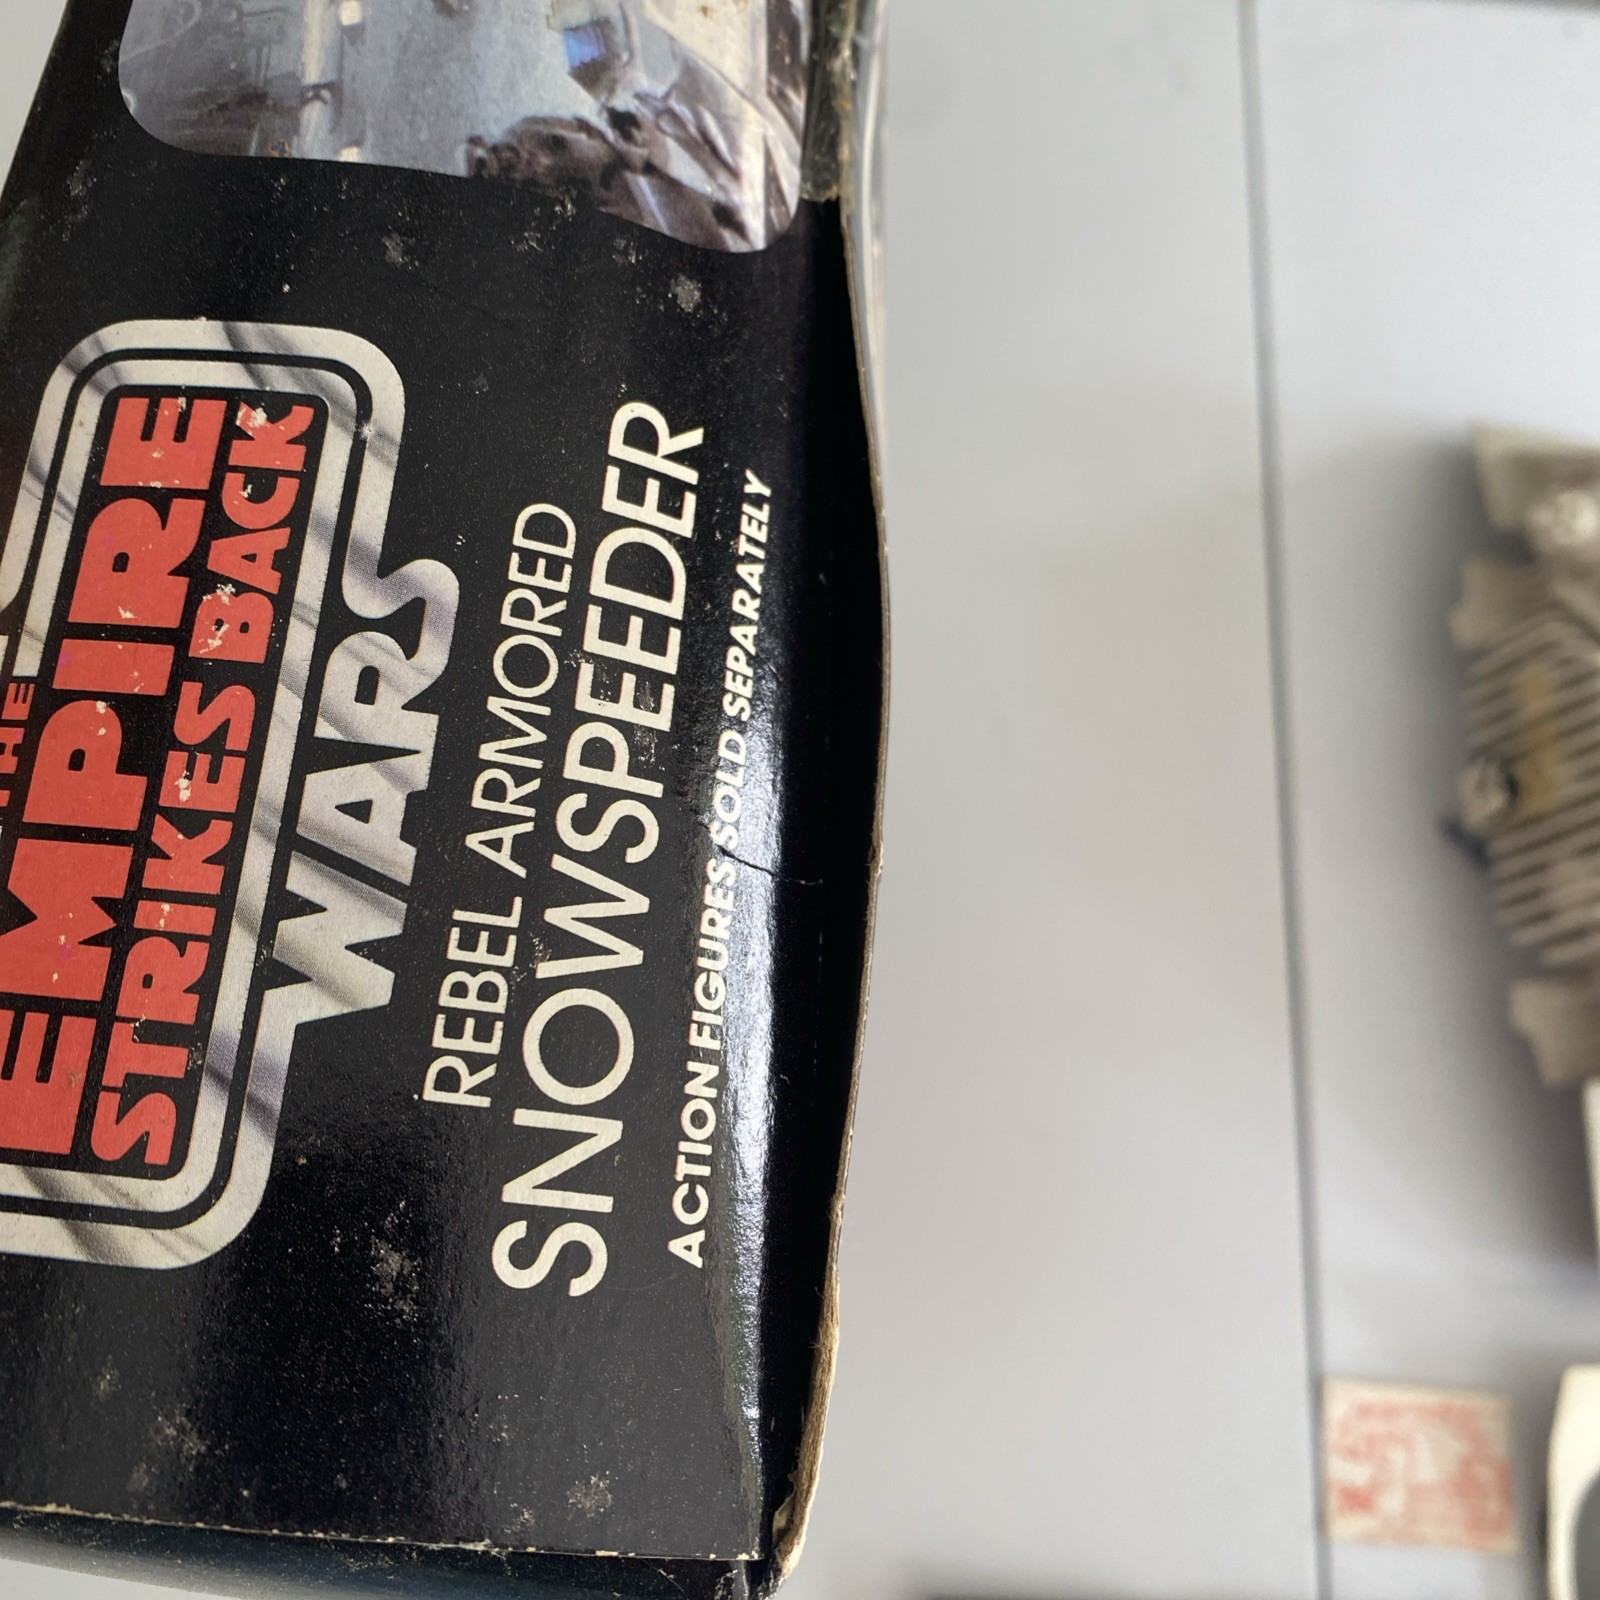 THE
EMPIRE
STRIKES BACK
WARS
REBEL ARMORED
SNOWSPEEDER
ACTION FIGURES SOLD SEPARATELY